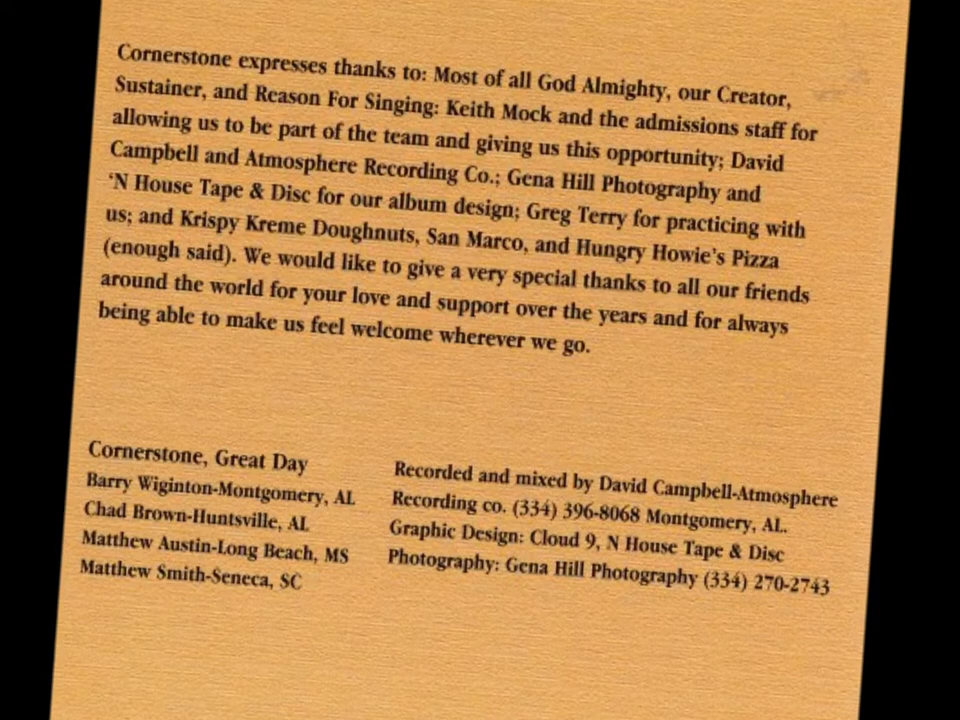 Cornerstone expresses thanks to: Most of all God Almighty, our Creator,
Sustainer, and Reason For Singing: Keith Mock and the admissions staff for
allowing us to be part of the team and giving us this opportunity; David
Campbell and Atmosphere Recording Co.; Gena Hill Photography and
‘N House Tape & Disc for our album design; Greg Terry for practicing with
us; and Krispy Kreme Doughnuts, San Marco, and Hungry Howie's Pizza
(enough said). We would like to give a very special thanks to all our friends
around the world for your love and support over the years and for always
being able to make us feel welcome wherever we go.
Cornerstone, Great Day
Barry Wiginton-Montgomery, AL
Chad Brown-Huntsville, AL
Matthew Austin-Long Beach, MS
Matthew Smith-Seneca, SC
Recorded and mixed by David Campbell-Atmosphere
Recording co. (334) 396-8068 Montgomery, AL.
Graphic Design: Cloud 9, N House Tape & Disc
Photography: Gena Hill Photography (334) 270-2743